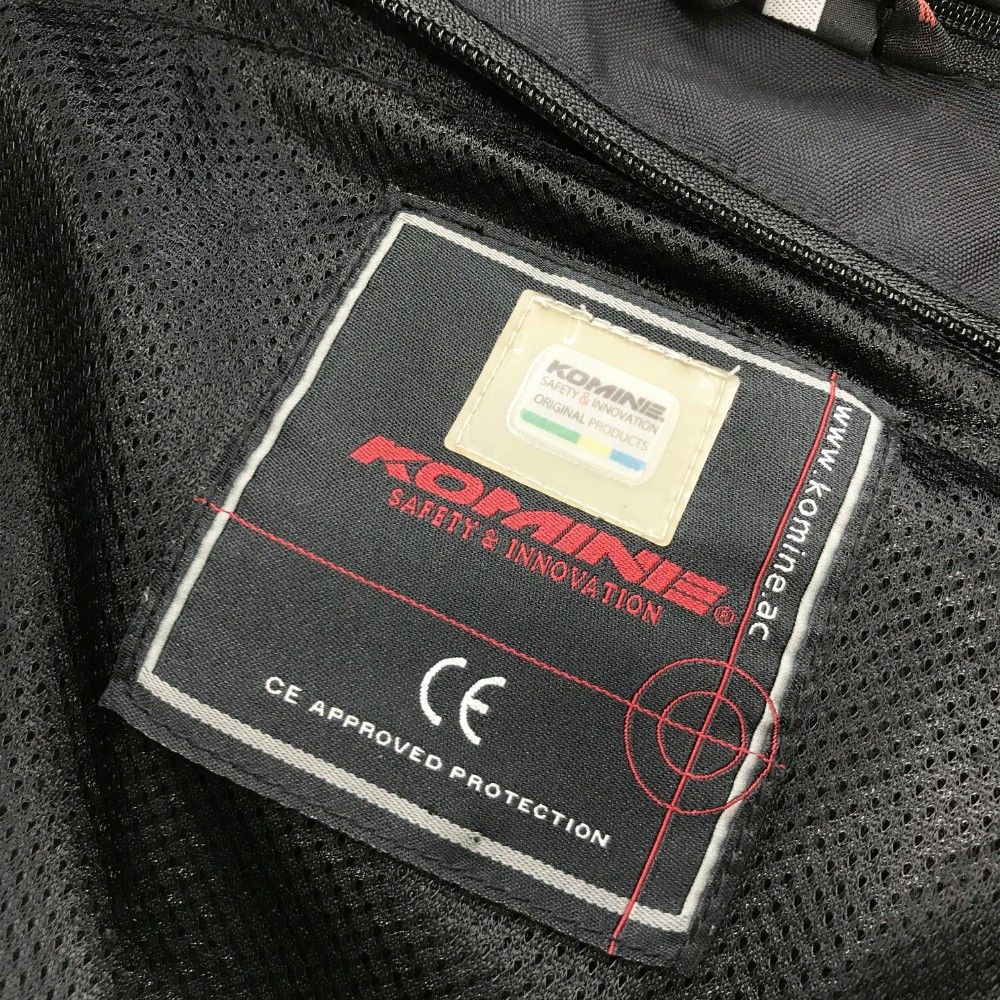 KOMINE
SAFETY & INNOVATION
ORIGINAL PRODUCTS
KOMINE®
SAFETY & INNOVATION
www.komine.ac
CE
CE APPROVED PROTECTION